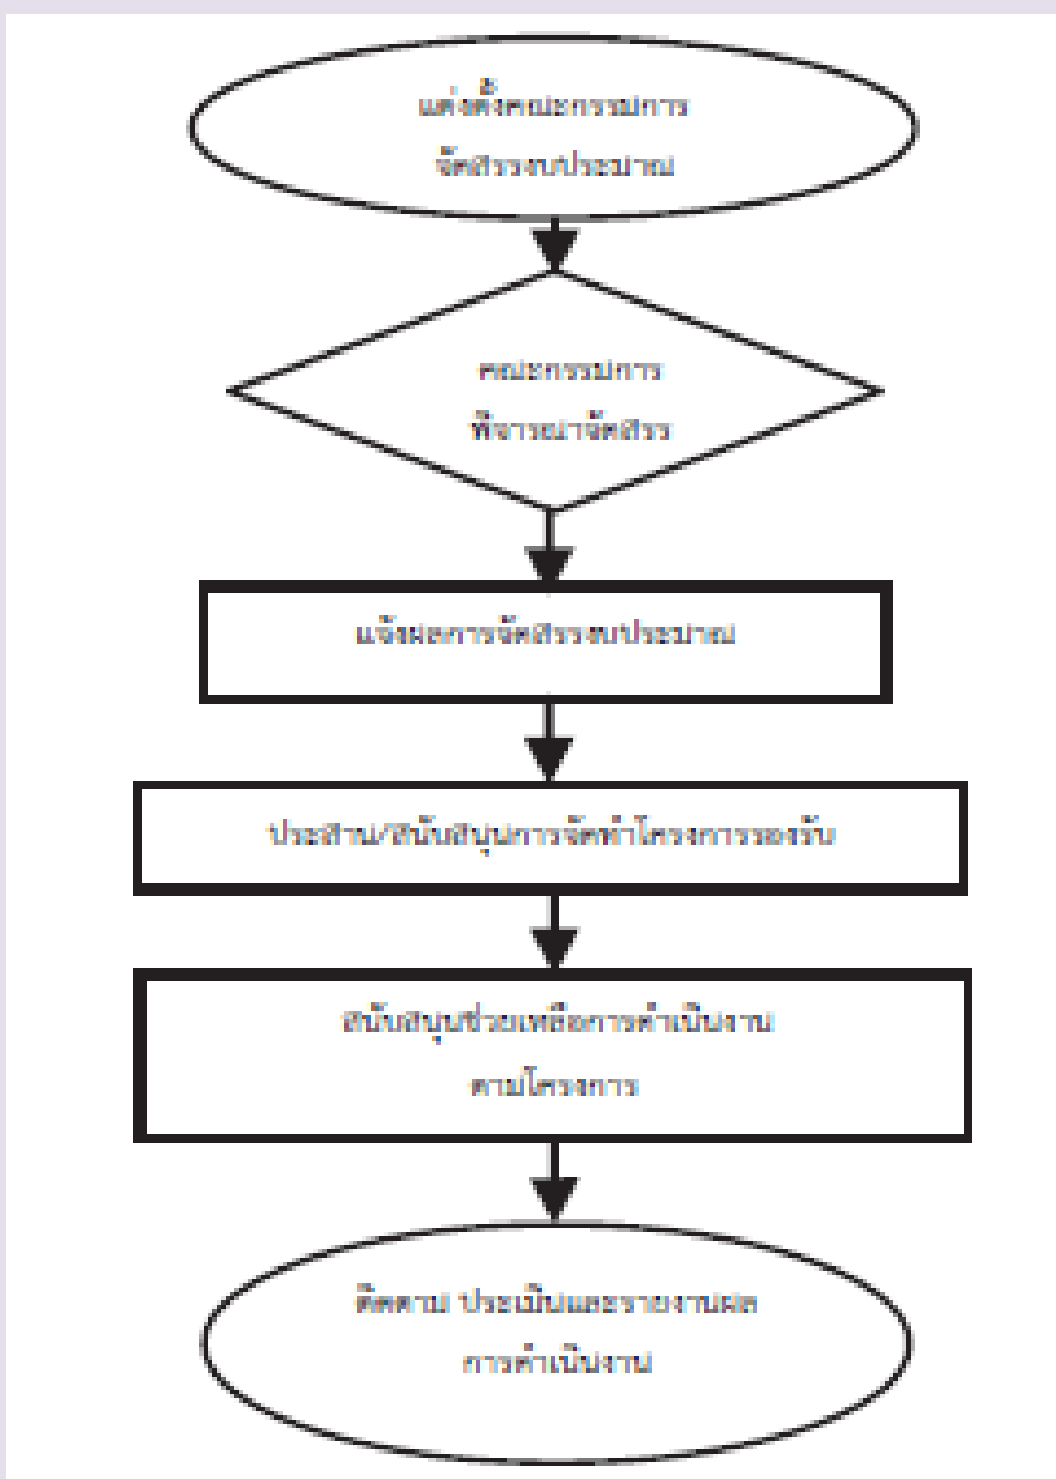 แต่งตั้งคณะกรรมการ
จัดสรรงบประมาณ
คณะกรรมการ
พิจารณาจัดสรร
แจ้งผลการจัดสรรงบประมาณ
ประสาน/สนับสนุนการจัดทำโครงการรองรับ
สนับสนุนช่วยเหลือการดำเนินงาน
ตามโครงการ
ติดตาม ประเมินและรายงานผล
การดำเนินงาน